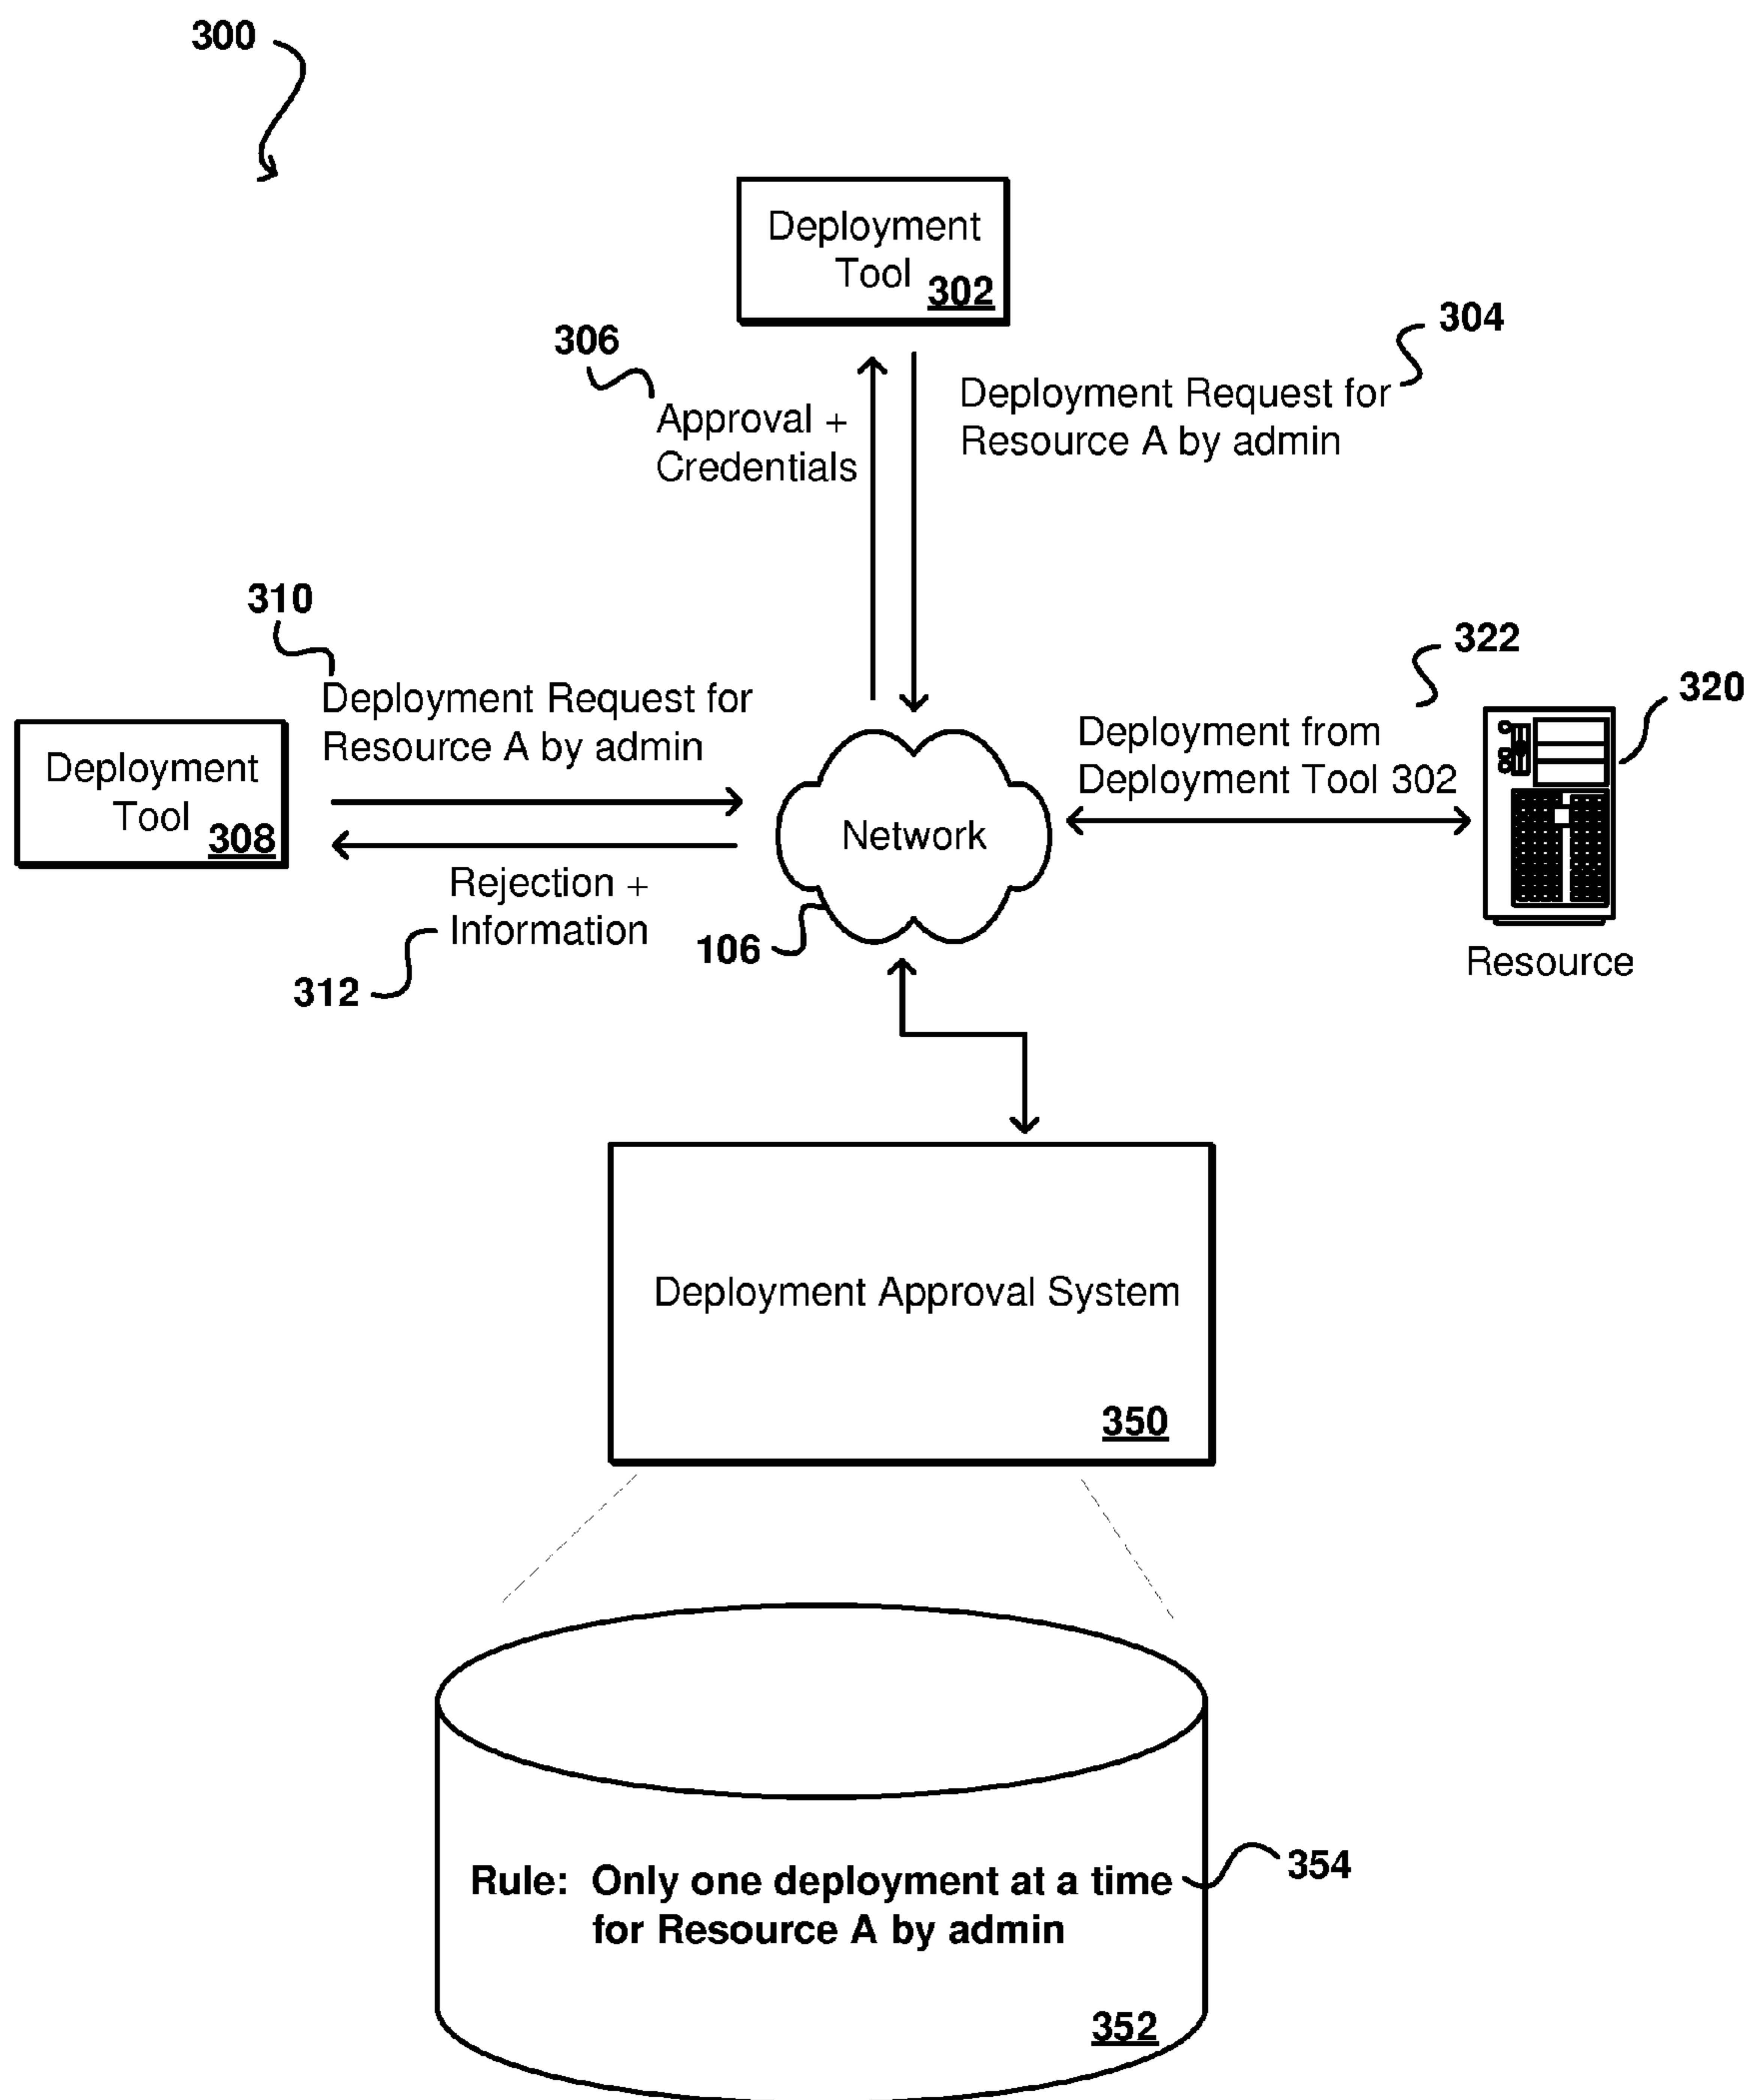 300
Deployment
Tool
302
306
304
Approval +
Credentials
Deployment Request for
Resource A by admin
310
Deployment Request for
Resource A by admin
322
320
Deployment
Tool
308
Deployment from
Deployment Tool 302
Network
Rejection +
Information
106
312
Resource
Deployment Approval System
350
Rule: Only one deployment at a time
for Resource A by admin
354
352